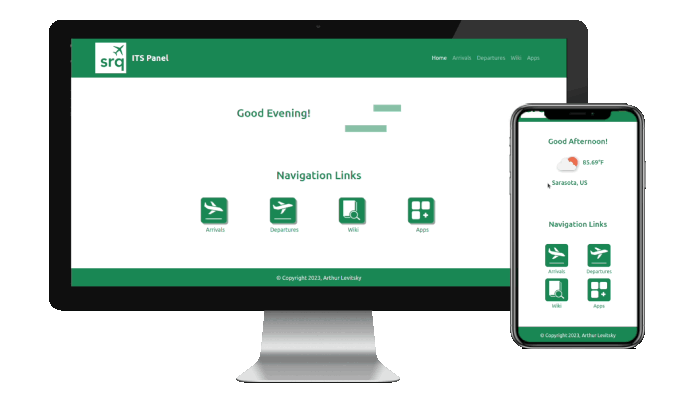 srq
ITS Panel
Home Arrivals Departures Wiki Apps
Good Evening!
Navigation Links
Arrivals Departures Wiki Apps
© Copyright 2023, Arthur Levitsky
Good Afternoon!
85.69°F
Sarasota, US
Navigation Links
Arrivals Departures
Wiki Apps
© Copyright 2023, Arthur Levitsky